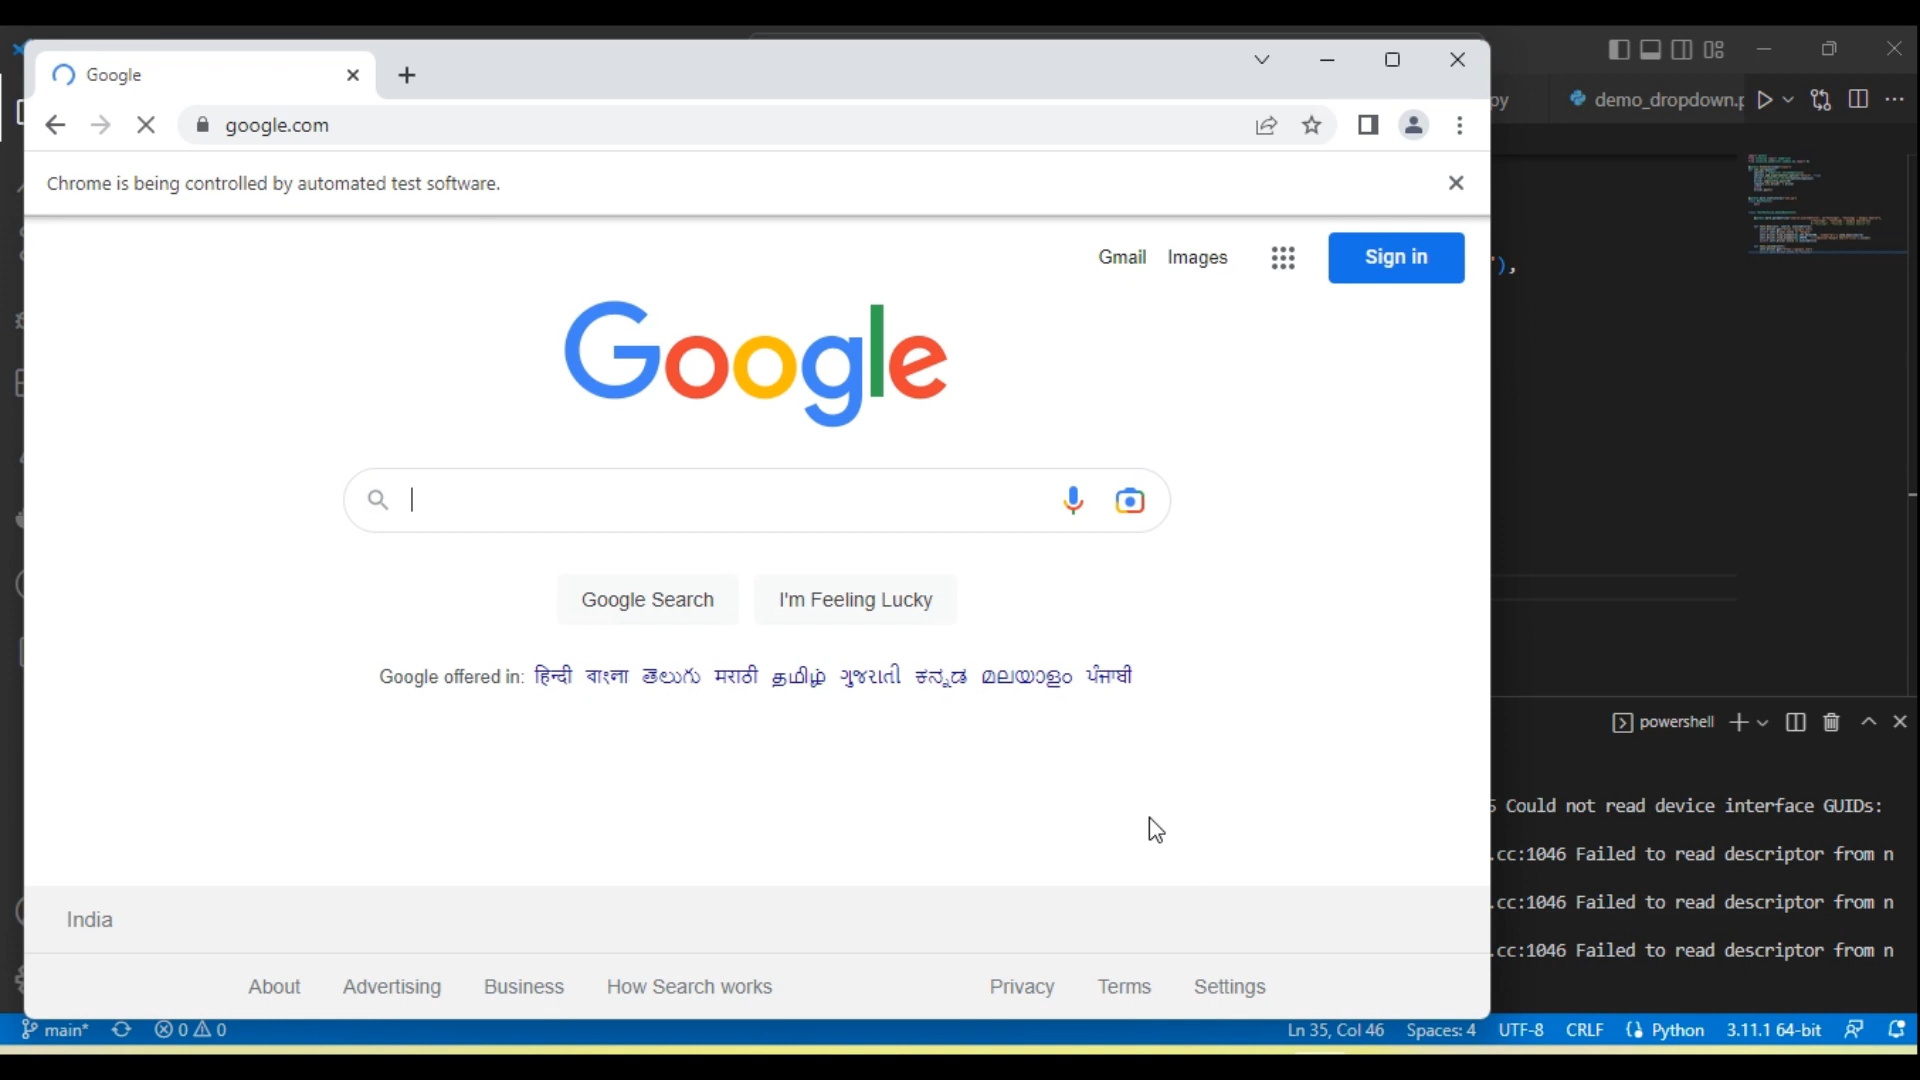 Google
google.com
py
demo_dropdown.p
Chrome is being controlled by automated test software.
Gmail Images Sign in
'),
Google
Google Search I'm Feeling Lucky
Google offered in: हिन्दी বাংলা తెలుగు मराठी தமிழ் ગુજરાતી ಕನ್ನಡ മലയാളം ਪੰਜਾਬੀ
powershell
5 Could not read device interface GUIDs:
.cc:1046 Failed to read descriptor from n
.cc:1046 Failed to read descriptor from n
.cc:1046 Failed to read descriptor from n
India
About Advertising Business How Search works Privacy Terms Settings
main* 0 0 Ln 35, Col 46 Spaces: 4 UTF-8 CRLF Python 3.11.1 64-bit